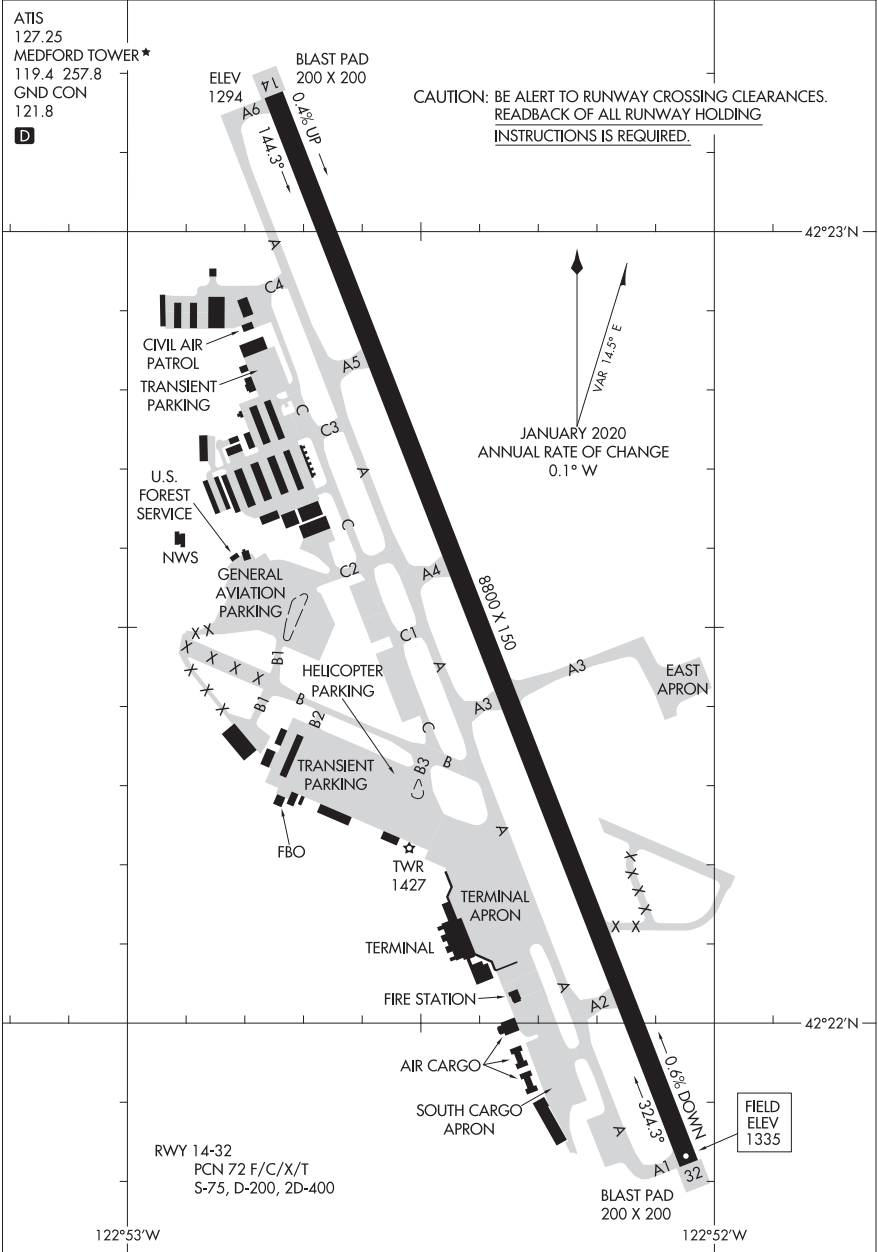 ATIS
127.25
MEDFORD TOWER★
119.4 257.8
GND CON
121.8
D
ELEV
1294
BLAST PAD
200 X 200
14
A6
0.4% UP
144.3°
CAUTION: BE ALERT TO RUNWAY CROSSING CLEARANCES.
READBACK OF ALL RUNWAY HOLDING
INSTRUCTIONS IS REQUIRED.
42°23'N
A
C4
CIVIL AIR
PATROL
TRANSIENT
PARKING
A5
VAR 14.5° E
JANUARY 2020
ANNUAL RATE OF CHANGE
0.1° W
C
C3
A
U.S.
FOREST
SERVICE
NWS
C
C2
A4
GENERAL
AVIATION
PARKING
8800 X 150
X X
X
X
X
X
X
X
X
C1
B1
A
HELICOPTER
PARKING
A3
EAST
APRON
B1
B
B2
A3
C
TRANSIENT
PARKING
C> B3
B
FBO
A
TWR
1427
X
X
X
X
X X
TERMINAL
APRON
TERMINAL
FIRE STATION
A
A2
42°22'N
AIR CARGO
SOUTH CARGO
APRON
0.6% DOWN
324.3°
FIELD
ELEV
1335
A
A1
32
RWY 14-32
PCN 72 F/C/X/T
S-75, D-200, 2D-400
BLAST PAD
200 X 200
122°53'W
122°52'W